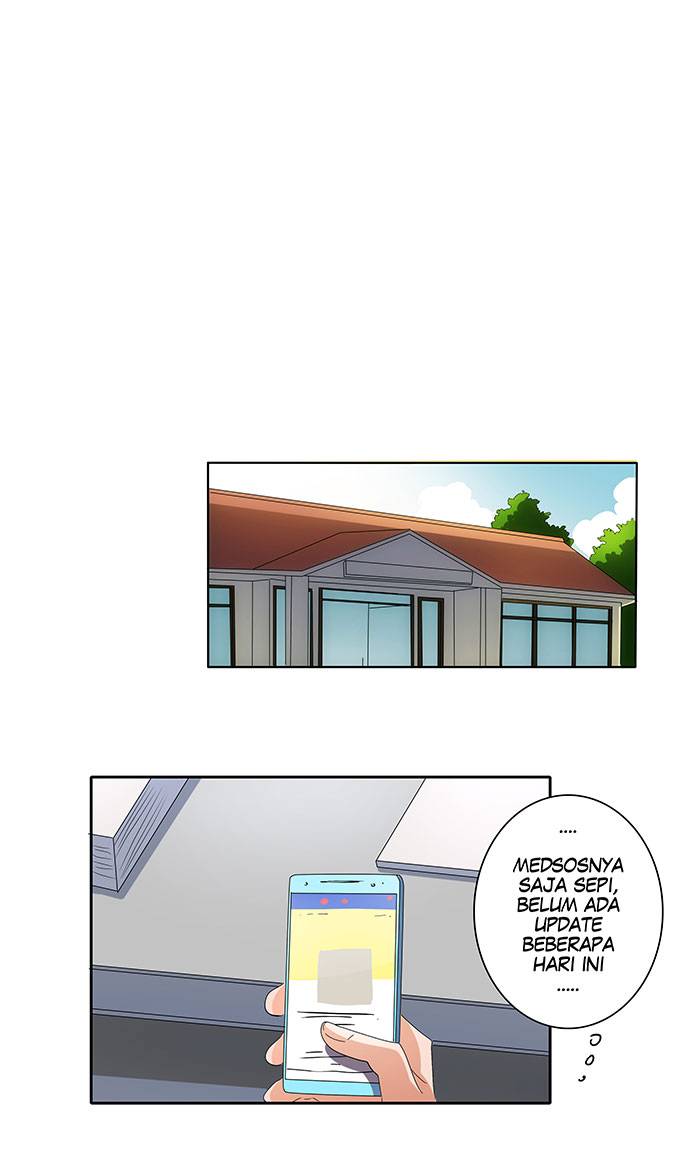 ....
MEDSOSNYA
SAJA SEPI,
BELUM ADA
UPDATE
BEBERAPA
HARI INI
.....